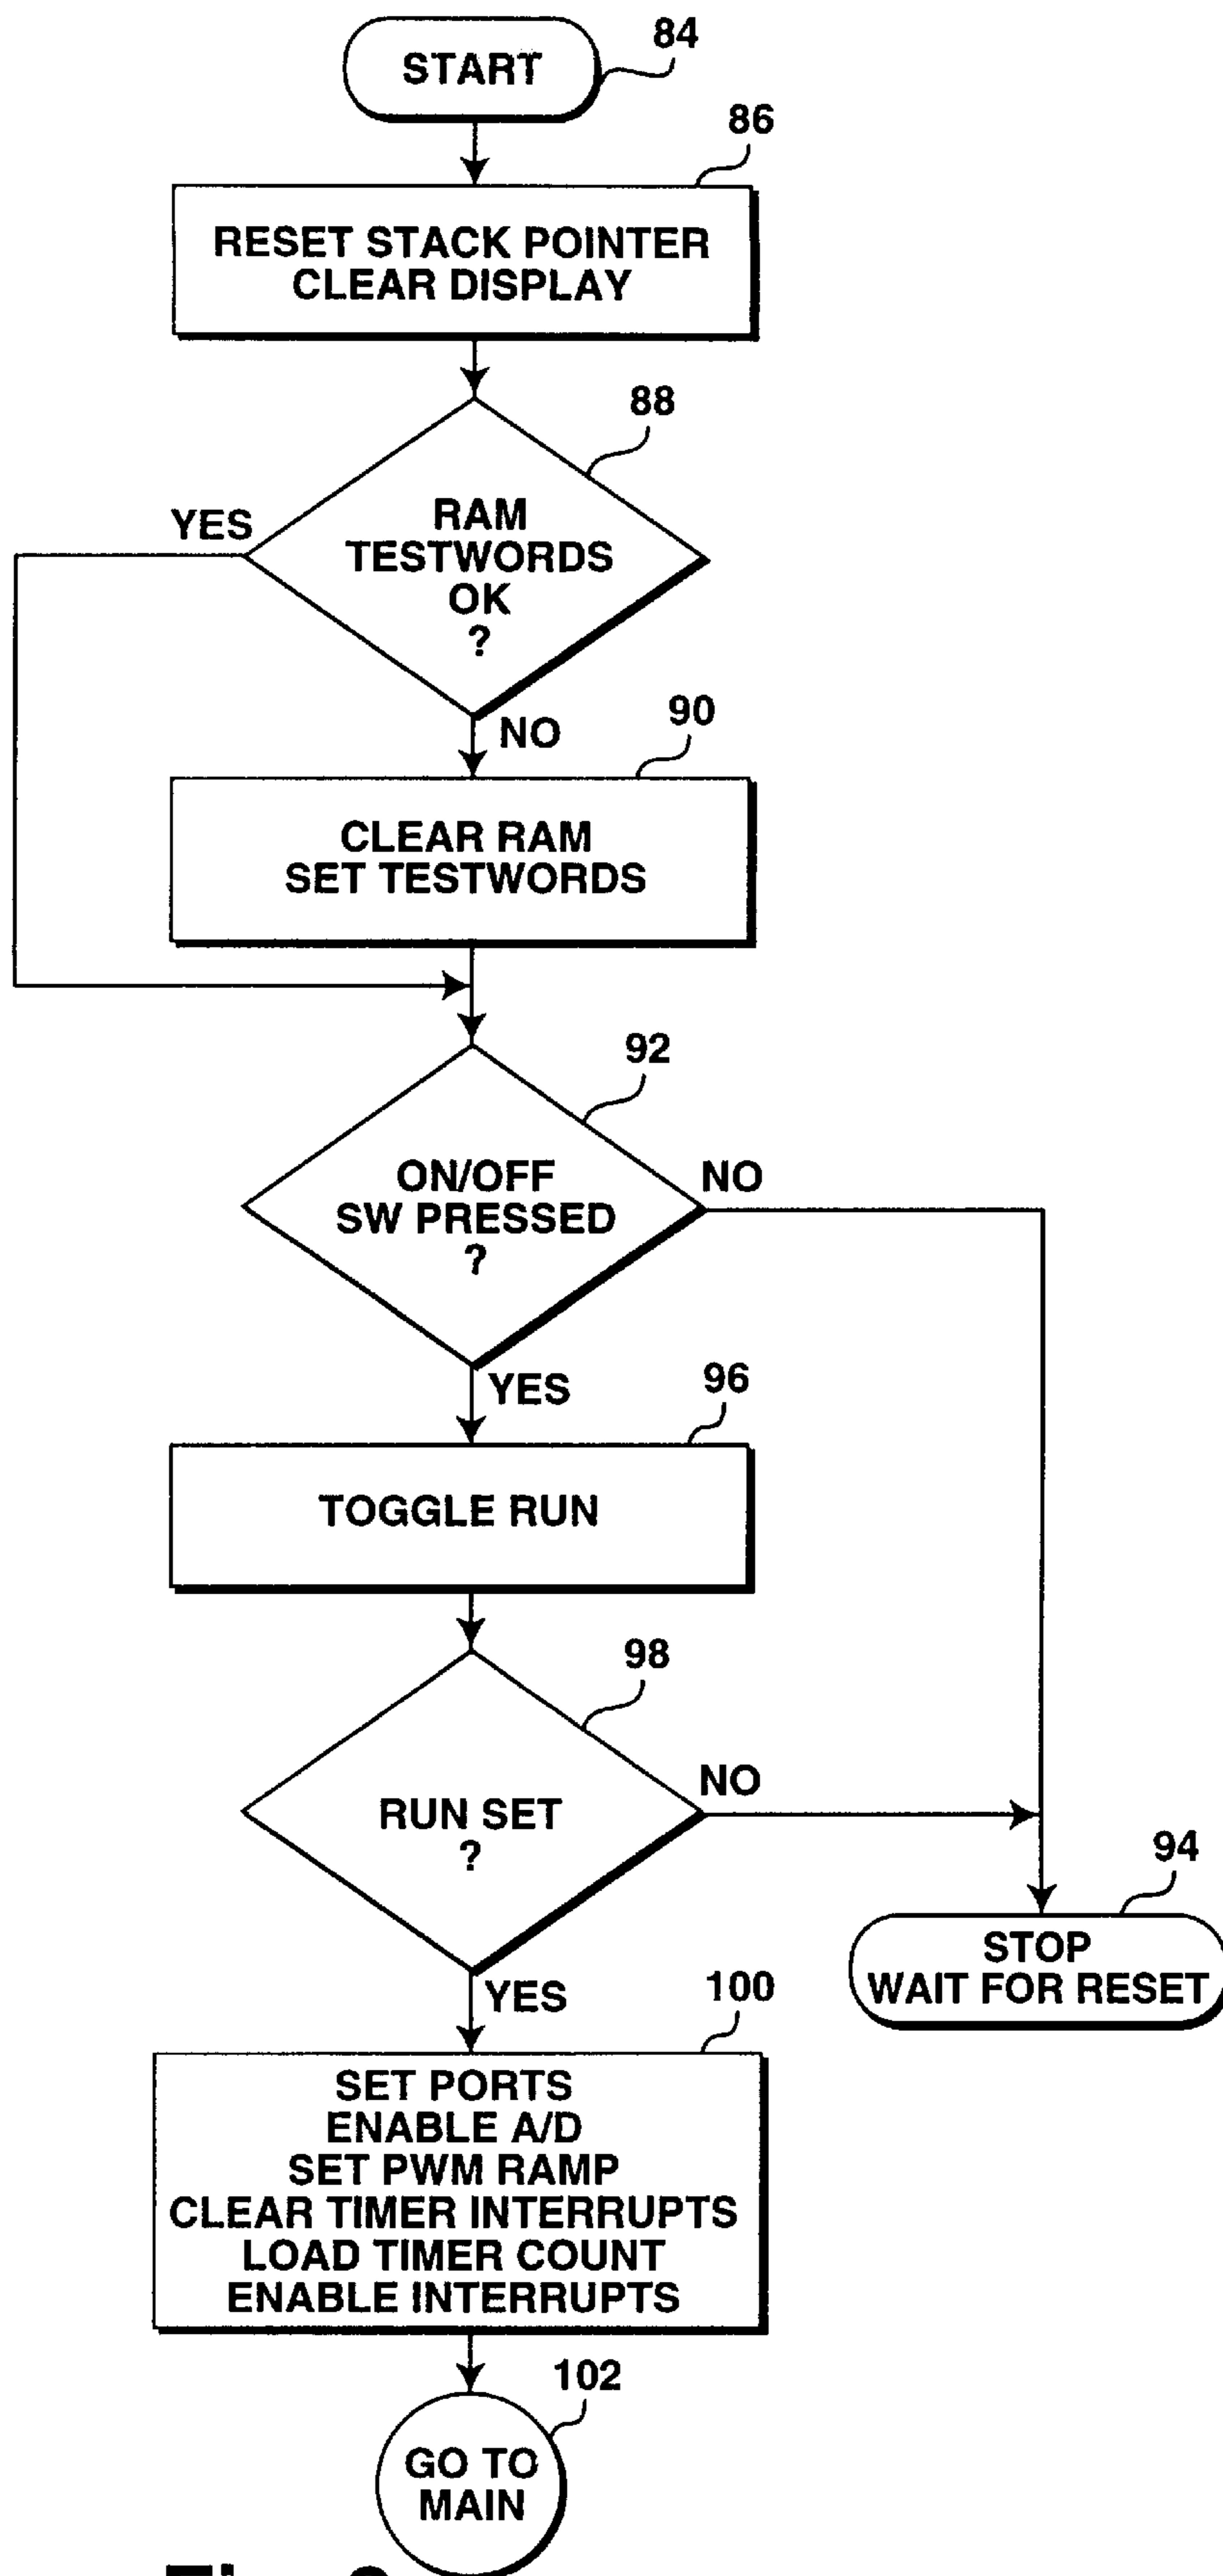 START
84
86
RESET STACK POINTER
CLEAR DISPLAY
88
YES
RAM
TESTWORDS
OK
?
NO
90
CLEAR RAM
SET TESTWORDS
92
ON/OFF
SW PRESSED
?
NO
YES
96
TOGGLE RUN
98
RUN SET
?
NO
94
STOP
WAIT FOR RESET
YES
100
SET PORTS
ENABLE A/D
SET PWM RAMP
CLEAR TIMER INTERRUPTS
LOAD TIMER COUNT
ENABLE INTERRUPTS
102
GO TO
MAIN